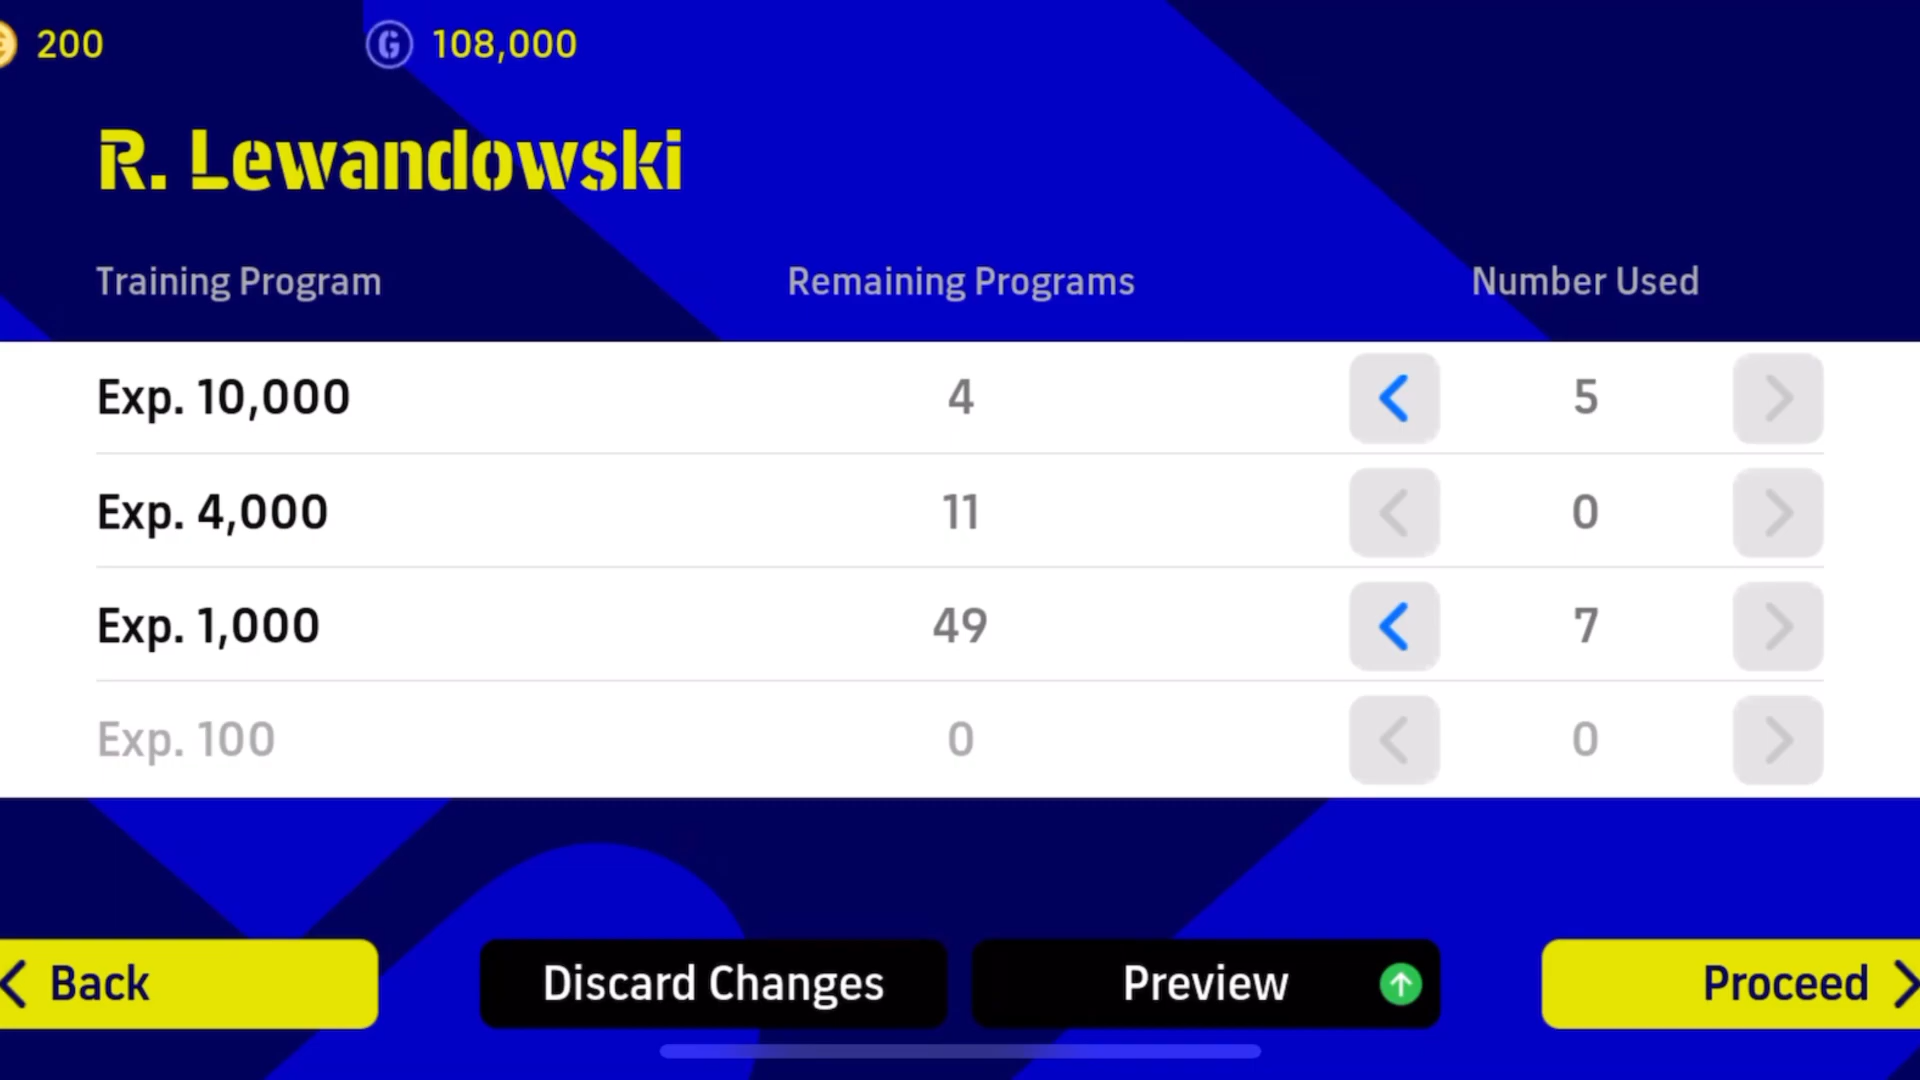 200 G 108,000
R. Lewandowski
Training Program Remaining Programs Number Used
Exp. 10,000 4 5
Exp. 4,000 11 0
Exp. 1,000 49 7
Exp. 100 0 0
Back Discard Changes Preview Proceed